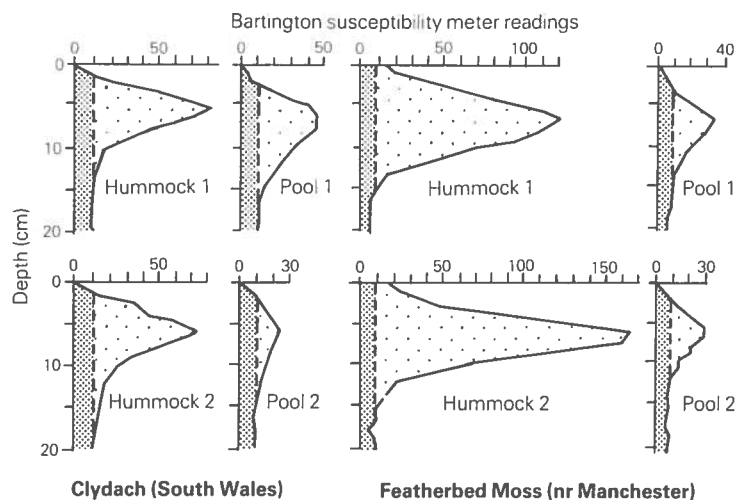 Bartington susceptibility meter readings
50
0
50
0
50
100
0
40
0
10
20
Depth (cm)
Hummock 1
Pool 1
Hummock 1
Pool 1
0
50
0
30
0
50
100
150
0
30
0
10
20
Hummock 2
Pool 2
Hummock 2
Pool 2
Clydach (South Wales)
Featherbed Moss (nr Manchester)